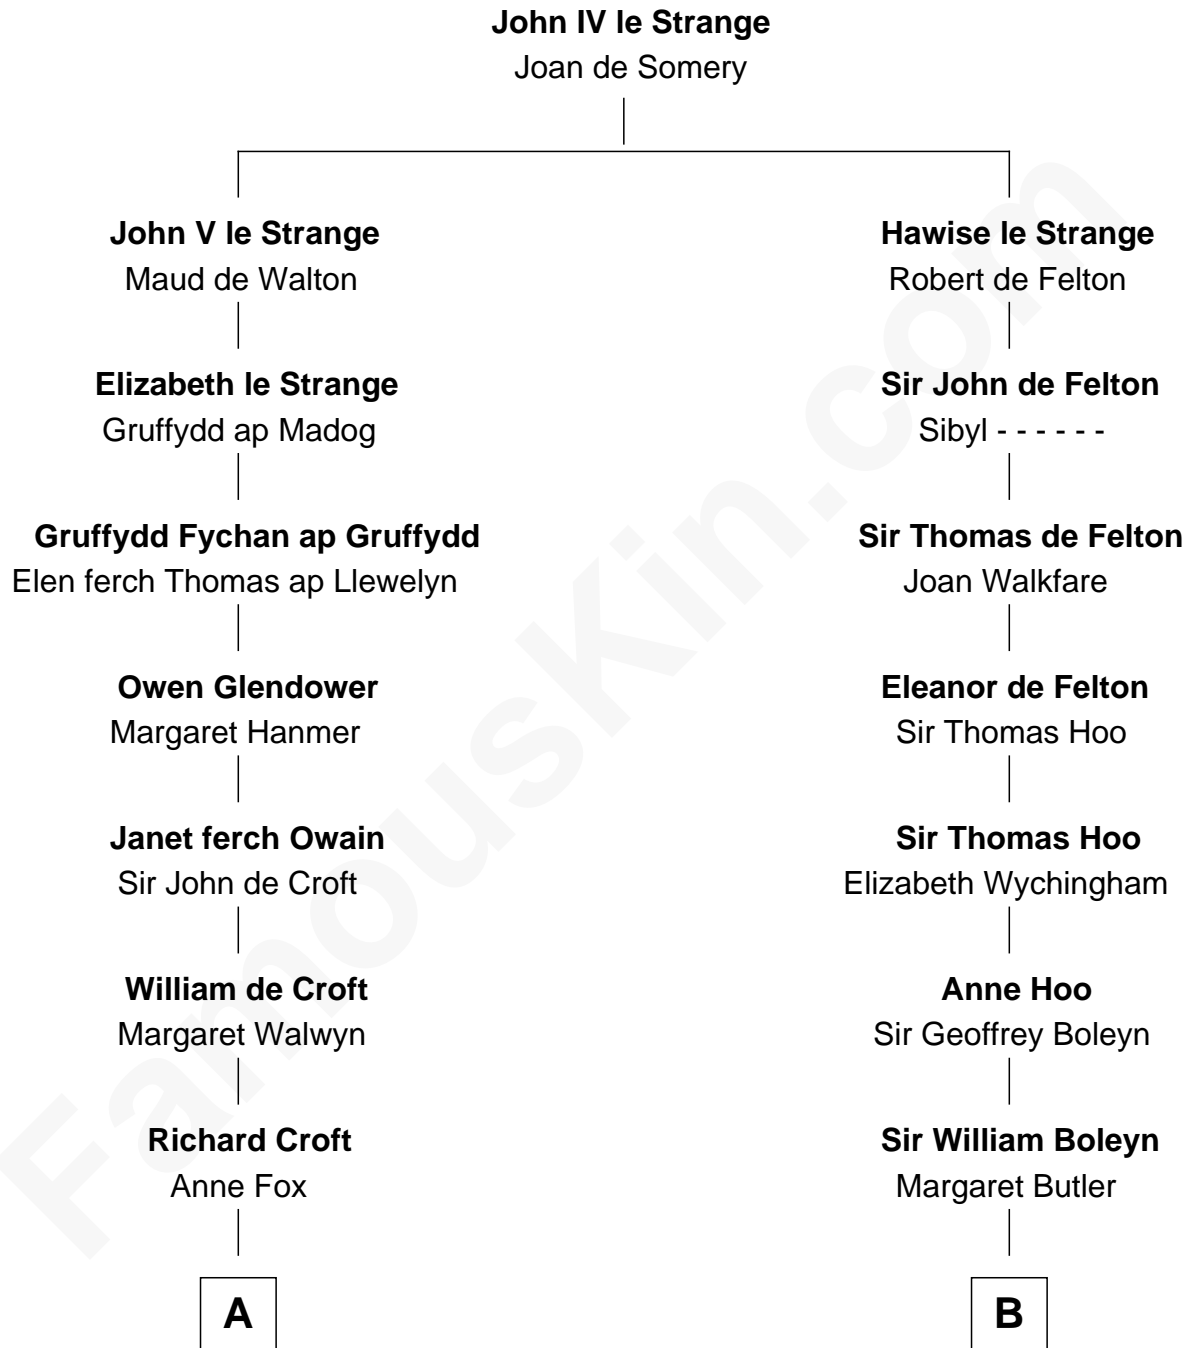 John IV le Strange
Joan de Somery
John V le Strange
Maud de Walton
Hawise le Strange
Robert de Felton
Elizabeth le Strange
Gruffydd ap Madog
Sir John de Felton
Sibyl - - - - - -
Gruffydd Fychan ap Gruffydd
Elen ferch Thomas ap Llewelyn
Sir Thomas de Felton
Joan Walkfare
Owen Glendower
Margaret Hanmer
Eleanor de Felton
Sir Thomas Hoo
Janet ferch Owain
Sir John de Croft
Sir Thomas Hoo
Elizabeth Wychingham
William de Croft
Margaret Walwyn
Anne Hoo
Sir Geoffrey Boleyn
Richard Croft
Anne Fox
Sir William Boleyn
Margaret Butler
A
B
FamousKin.com